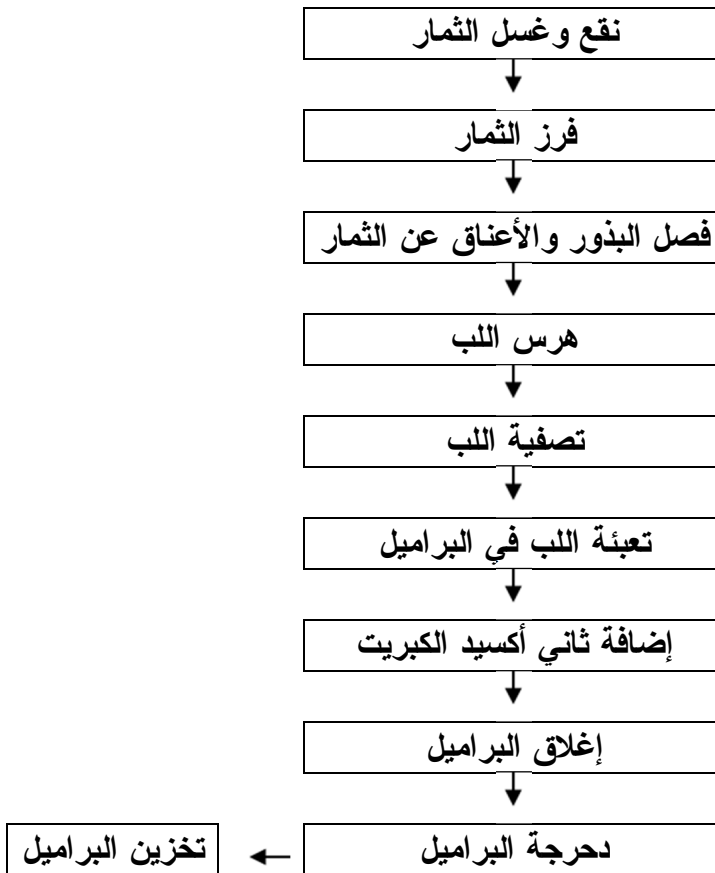 نقع وغسل الثمار
فرز الثمار
فصل البذور والأعناق عن الثمار
هرس اللب
تصفية اللب
تعبئة اللب في البراميل
إضافة ثاني أكسيد الكبريت
إغلاق البراميل
دحرجة البراميل
تخزين البراميل